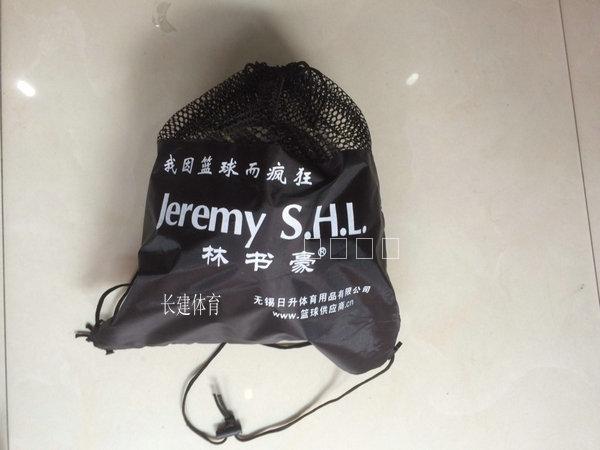 我因篮球而疯狂
Jeremy S.H.L.
林书豪®
长建体育
无锡日升体育用品有限公司
www.篮球供应商.cn